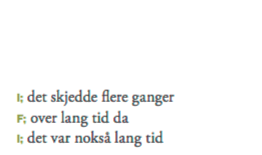 I: det skjedde flere ganger
F: over lang tid da
I: det var nokså lang tid